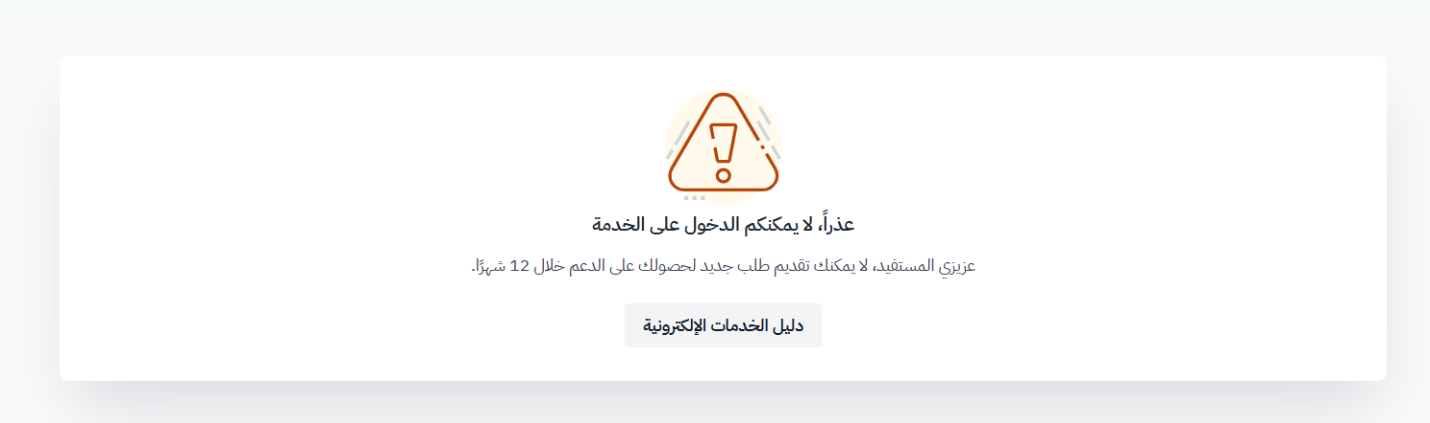 عذراً، لا يمكنكم الدخول على الخدمة
عزيزي المستفيد، لا يمكنك تقديم طلب جديد لحصولك على الدعم خلال 12 شهرًا.
دليل الخدمات الإلكترونية